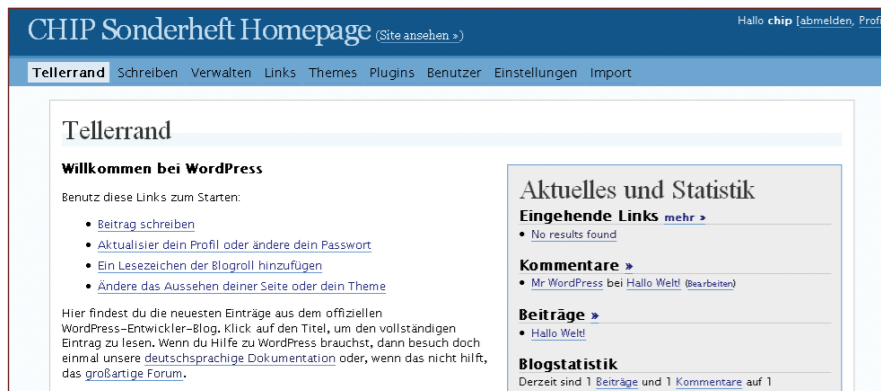 CHIP Sonderheft Homepage (Site ansehen »)
Hallo chip [abmelden, Profi
Tellerrand Schreiben Verwalten Links Themes Plugins Benutzer Einstellungen Import
Tellerrand
Willkommen bei WordPress
Benutz diese Links zum Starten:
• Beitrag schreiben
• Aktualisier dein Profil oder ändere dein Passwort
• Ein Lesezeichen der Blogroll hinzufügen
• Ändere das Aussehen deiner Seite oder dein Theme
Hier findest du die neuesten Einträge aus dem offiziellen
WordPress-Entwickler-Blog. Klick auf den Titel, um den vollständigen
Eintrag zu lesen. Wenn du Hilfe zu WordPress brauchst, dann besuch doch
einmal unsere deutschsprachige Dokumentation oder, wenn das nicht hilft,
das großartige Forum.
Aktuelles und Statistik
Eingehende Links mehr »
• No results found
Kommentare »
• Mr WordPress bei Hallo Welt! (Bearbeiten)
Beiträge »
• Hallo Welt!
Blogstatistik
Derzeit sind 1 Beiträge und 1 Kommentare auf 1